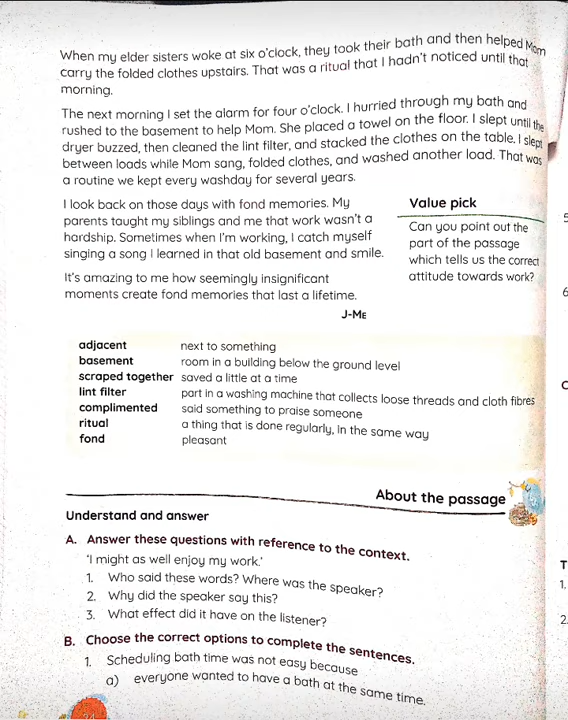 When my elder sisters woke at six o'clock, they took their bath and then helped Mom
carry the folded clothes upstairs. That was a ritual that I hadn't noticed until that
morning.
The next morning I set the alarm for four o'clock. I hurried through my bath and
rushed to the basement to help Mom. She placed a towel on the floor. I slept until the
dryer buzzed, then cleaned the lint filter, and stacked the clothes on the table. I slept
between loads while Mom sang, folded clothes, and washed another load. That was
a routine we kept every washday for several years.
I look back on those days with fond memories. My
parents taught my siblings and me that work wasn't a
hardship. Sometimes when I'm working, I catch myself
singing a song I learned in that old basement and smile.
It's amazing to me how seemingly insignificant
moments create fond memories that last a lifetime.
J-Me
Value pick
Can you point out the
part of the passage
which tells us the correct
attitude towards work?
adjacent next to something
basement room in a building below the ground level
scraped together saved a little at a time
lint filter part in a washing machine that collects loose threads and cloth fibres
complimented said something to praise someone
ritual a thing that is done regularly, in the same way
fond pleasant
About the passage
Understand and answer
A. Answer these questions with reference to the context.
'I might as well enjoy my work.'
1. Who said these words? Where was the speaker?
2. Why did the speaker say this?
3. What effect did it have on the listener?
B. Choose the correct options to complete the sentences.
1. Scheduling bath time was not easy because
a) everyone wanted to have a bath at the same time.